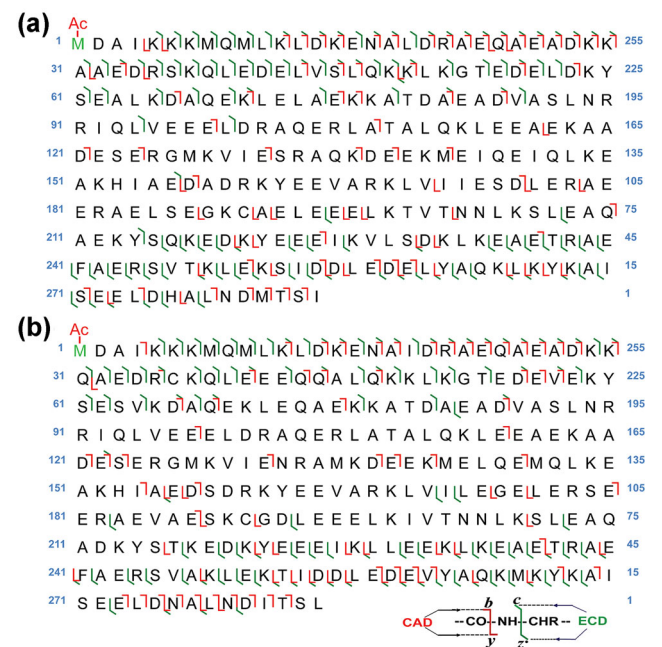 (a)
Ac
1 M D A I K K K M Q M L K L D K E N A L D R A E Q A E A D K K 255
31 A A E D R S K Q L E D E L V S L Q K K L K G T E D E L D K Y 225
61 S E A L K D A Q E K L E L A E K K A T D A E A D V A S L N R 195
91 R I Q L V E E E L D R A Q E R L A T A L Q K L E E A E K A A 165
121 D E S E R G M K V I E S R A Q K D E E K M E I Q E I Q L K E 135
151 A K H I A E D A D R K Y E E V A R K L V I I E S D L E R A E 105
181 E R A E L S E G K C A E L E E E L K T V T N N L K S L E A Q 75
211 A E K Y S Q K E D K Y E E E I K V L S D K L K E A E T R A E 45
241 F A E R S V T K L E K S I D D L E D E L Y A Q K L K Y K A I 15
271 S E E L D H A L N D M T S I 1
(b)
Ac
1 M D A I K K K M Q M L K L D K E N A I D R A E Q A E A D K K 255
31 Q A E D R C K Q L E E E Q Q A L Q K K L K G T E D E V E K Y 225
61 S E S V K D A Q E K L E Q A E K K A T D A E A D V A S L N R 195
91 R I Q L V E E E L D R A Q E R L A T A L Q K L E E A E K A A 165
121 D E S E R G M K V I E N R A M K D E E K M E L Q E M Q L K E 135
151 A K H I A E D S D R K Y E E V A R K L V I L E G E L E R S E 105
181 E R A E V A E S K C G D L E E E L K I V T N N L K S L E A Q 75
211 A D K Y S T K E D K Y E E E I K L L E E K L K E A E T R A E 45
241 F A E R S V A K L E K T I D D L E D E V Y A Q K M K Y K A I 15
271 S E E L D N A L N D I T S L 1
b c
CAD --CO-NH-CHR-- ECD
y z•